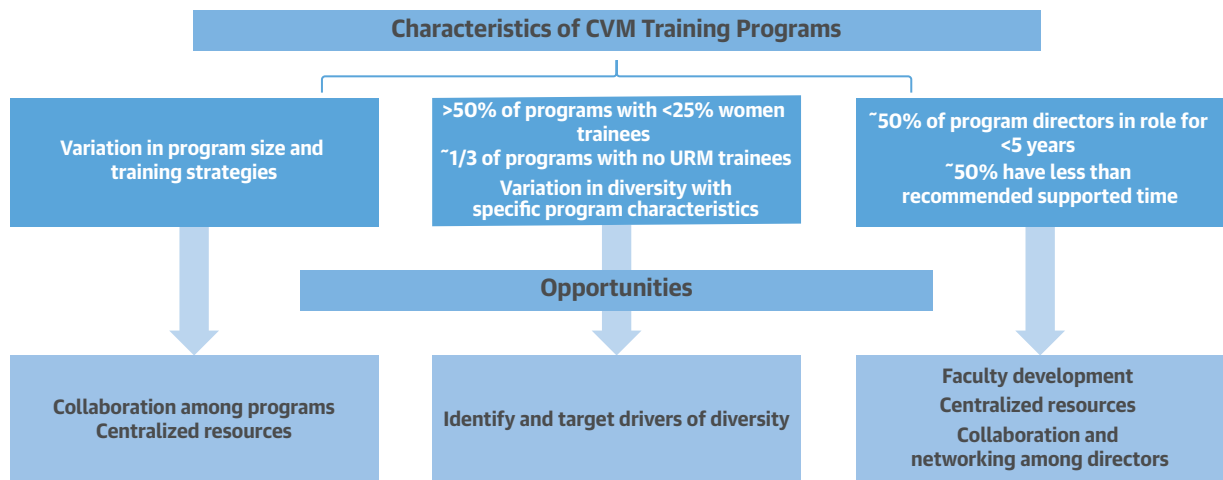 Characteristics of CVM Training Programs
Variation in program size and
training strategies
>50% of programs with <25% women
trainees
~1/3 of programs with no URM trainees
Variation in diversity with
specific program characteristics
~50% of program directors in role for
<5 years
~50% have less than
recommended supported time
Opportunities
Collaboration among programs
Centralized resources
Identify and target drivers of diversity
Faculty development
Centralized resources
Collaboration and
networking among directors